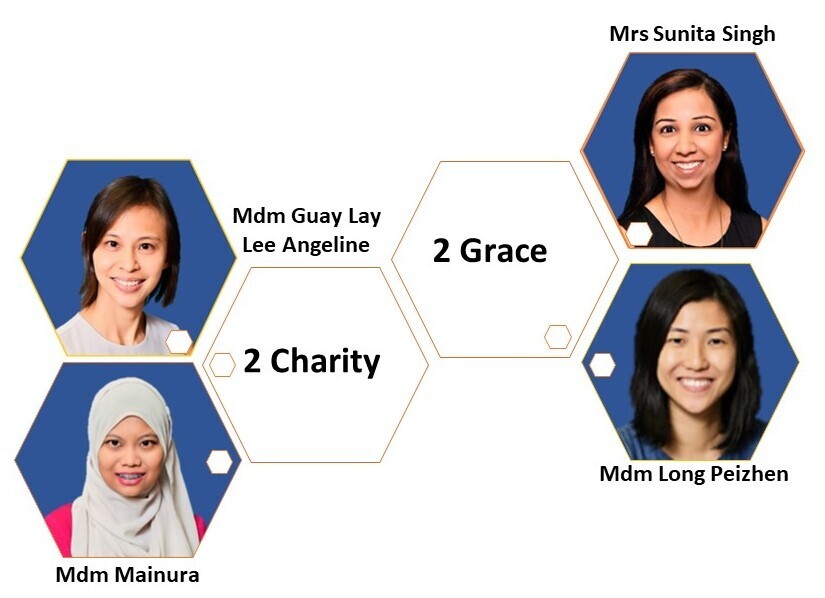 Mrs Sunita Singh
Mdm Guay Lay
Lee Angeline
2 Grace
2 Charity
Mdm Long Peizhen
Mdm Mainura